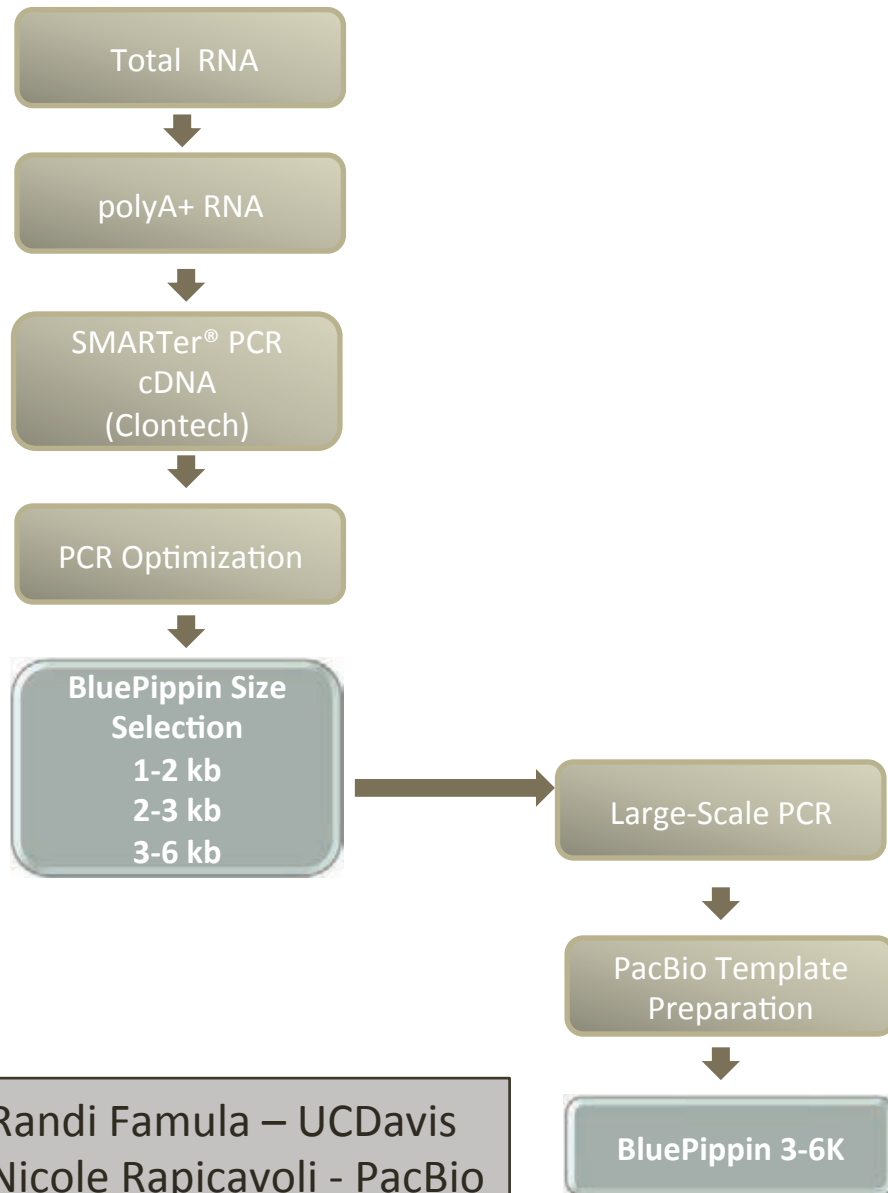 Total RNA
polyA+ RNA
SMARTer® PCR
cDNA
(Clontech)
PCR Optimization
BluePippin Size
Selection
1-2 kb
2-3 kb
3-6 kb
Large-Scale PCR
PacBio Template
Preparation
BluePippin 3-6K
Randi Famula – UCDavis
Nicole Rapicavoli - PacBio